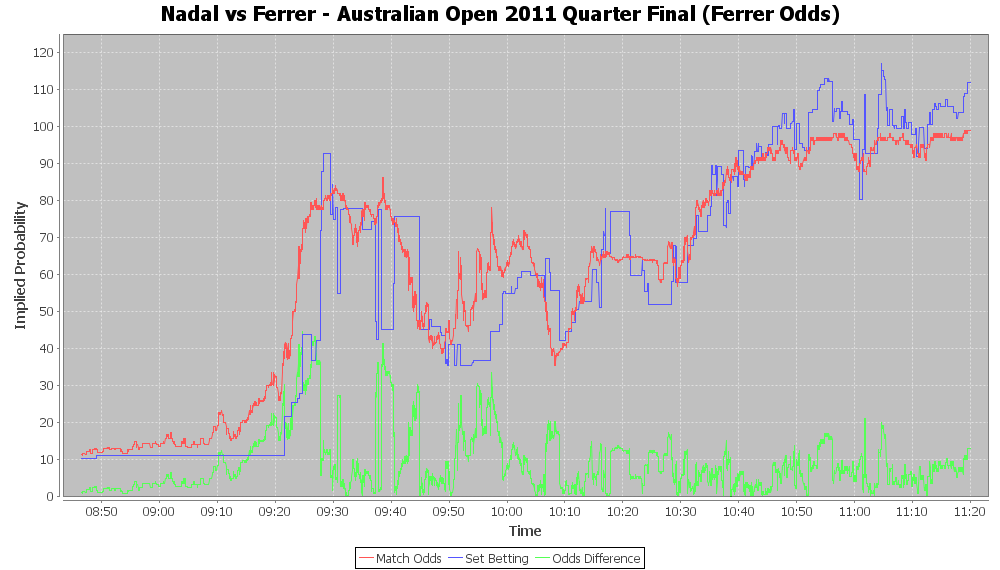 Nadal vs Ferrer - Australian Open 2011 Quarter Final (Ferrer Odds)
120
110
100
90
80
70
60
50
40
30
20
10
0
Implied Probability
08:50 09:00 09:10 09:20 09:30 09:40 09:50 10:00 10:10 10:20 10:30 10:40 10:50 11:00 11:10 11:20
Time
Match Odds Set Betting Odds Difference